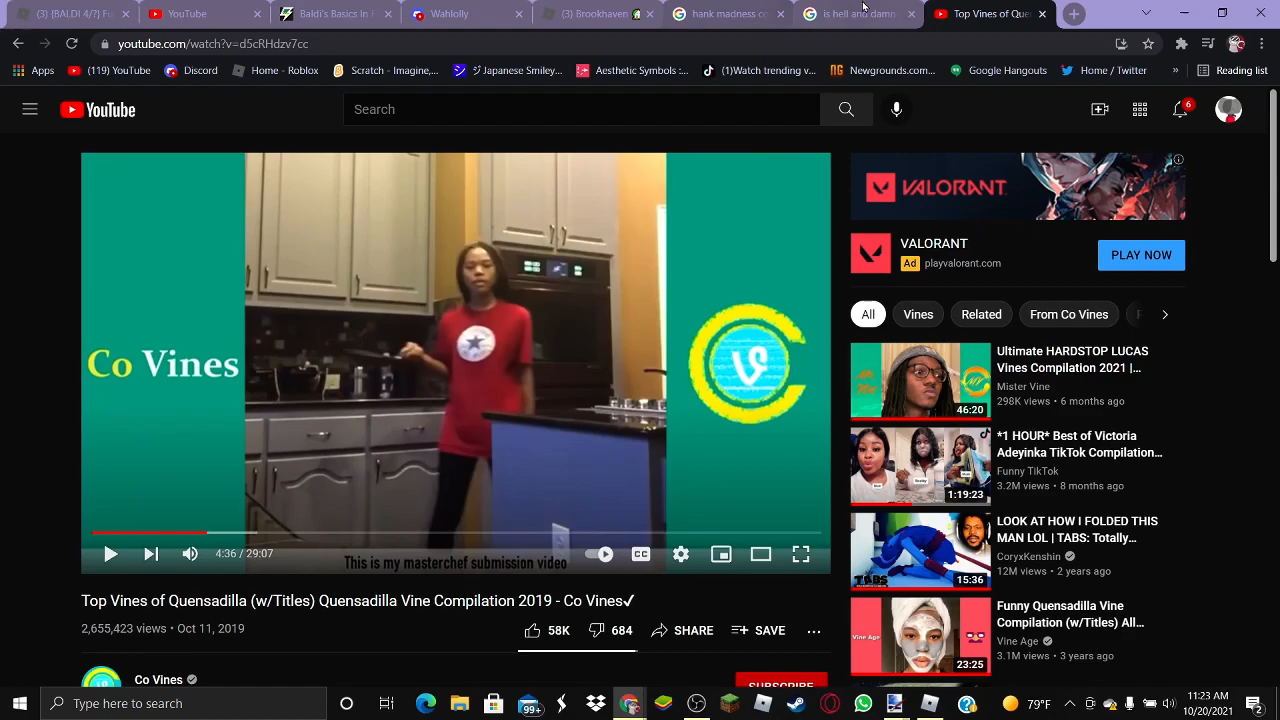 (3) [BALDI 4/?] F
YouTube
Baldi's Basics In F
Wahlolly
(3) Brookhaven
hank madness co
is hell and damn
Top Vines of Que
youtube.com/watch?v=d5cRHdzv7cc
Apps
(119) YouTube
Discord
Home - Roblox
Scratch - Imagine,...
Japanese Smiley...
Aesthetic Symbols :...
(1)Watch trending v...
Newgrounds.com...
Google Hangouts
Home / Twitter
»
Reading list
YouTube
Search
6
Co Vines
This is my masterchef submission video
4:36 / 29:07
CC
VALORANT
VALORANT
Ad playvalorant.com
PLAY NOW
All
Vines
Related
From Co Vines
Ultimate HARDSTOP LUCAS
Vines Compilation 2021 |...
Mister Vine
298K views • 6 months ago
46:20
*1 HOUR* Best of Victoria
Adeyinka TikTok Compilation...
Funny TikTok
3.2M views • 8 months ago
1:19:23
LOOK AT HOW I FOLDED THIS
MAN LOL | TABS: Totally...
CoryxKenshin
12M views • 2 years ago
TABS
15:36
Funny Quensadilla Vine
Compilation (w/Titles) All...
Vine Age
3.1M views • 3 years ago
Vine Age
23:25
Top Vines of Quensadilla (w/Titles) Quensadilla Vine Compilation 2019 - Co Vines✔
2,655,423 views • Oct 11, 2019
58K
684
SHARE
SAVE
Co Vines
SUBSCRIBE
Type here to search
99+
79°F
11:23 AM
10/20/2021
2